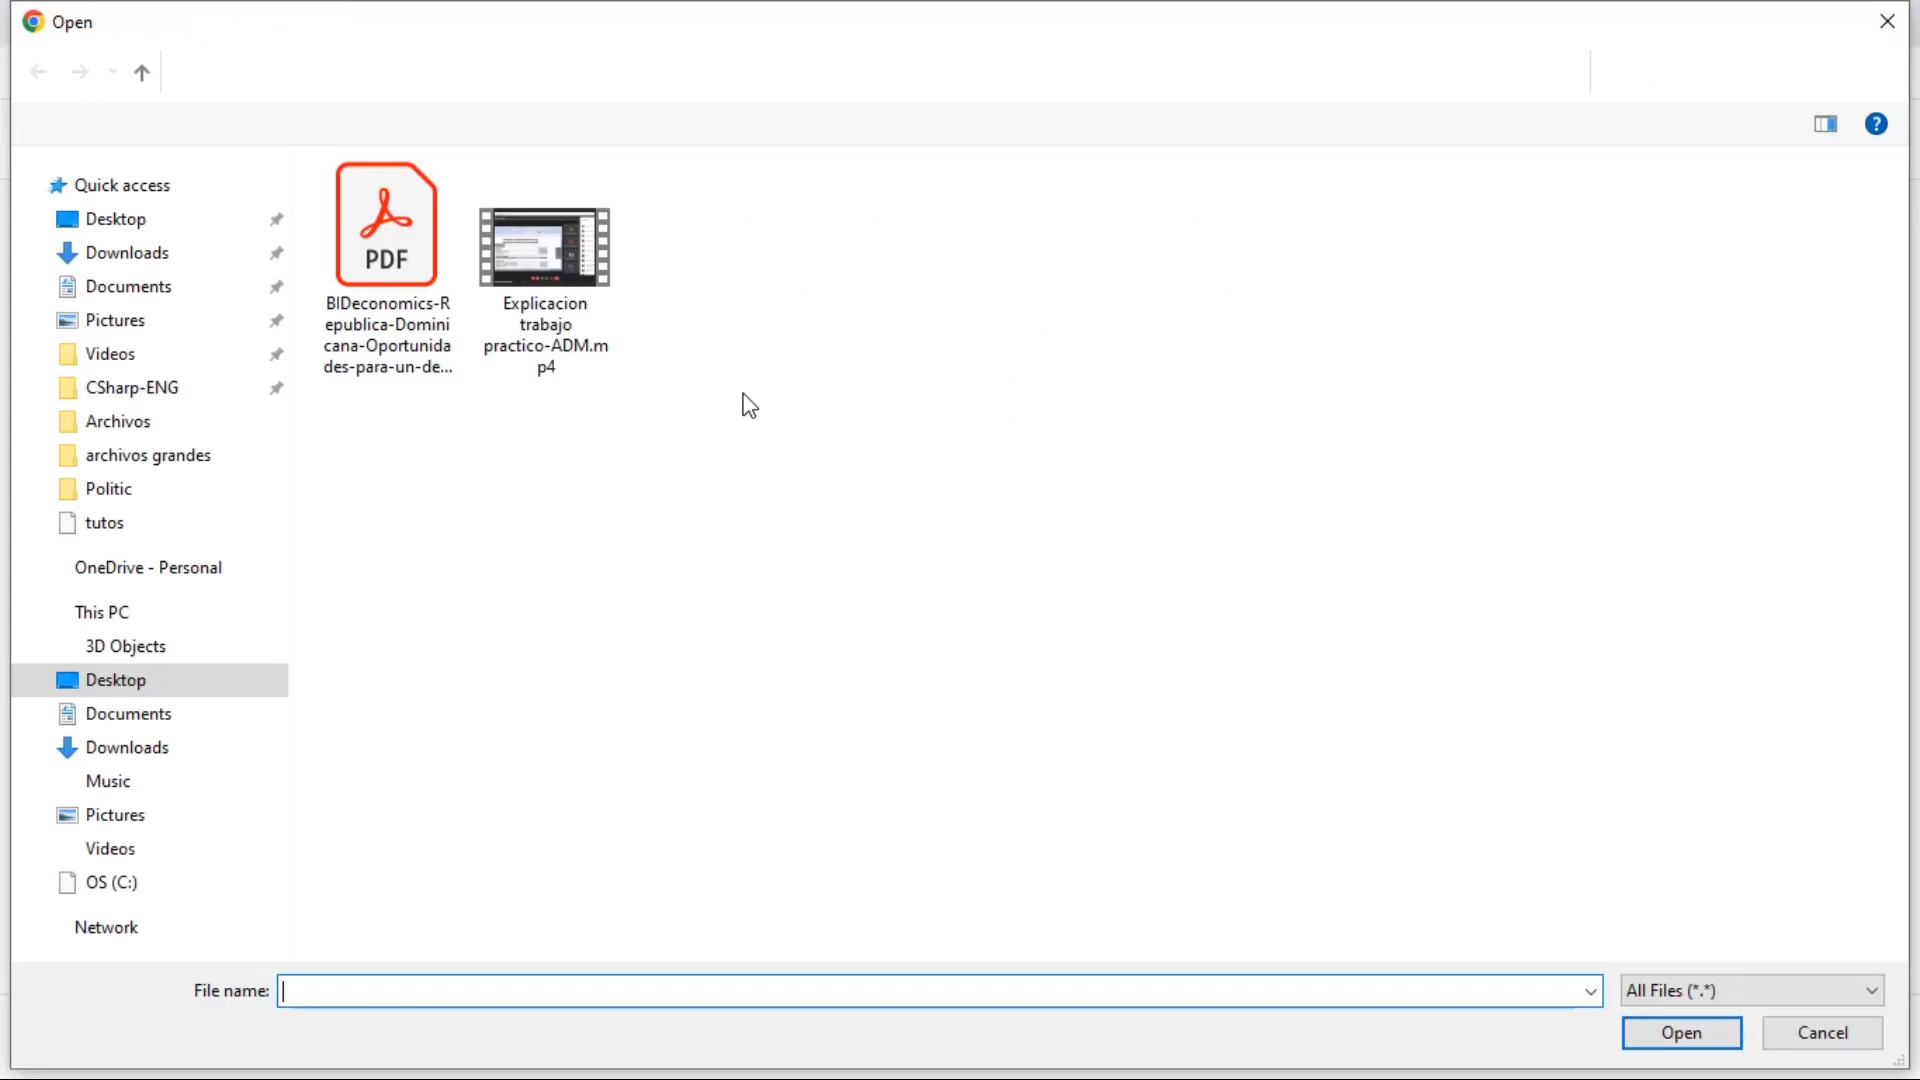 Open
Quick access
Desktop
Downloads
Documents
Pictures
Videos
CSharp-ENG
Archivos
archivos grandes
Politic
tutos
OneDrive - Personal
This PC
3D Objects
Desktop
Documents
Downloads
Music
Pictures
Videos
OS (C:)
Network
PDF
BIDeconomics-R
epublica-Domini
cana-Oportunida
des-para-un-de...
Explicacion
trabajo
practico-ADM.m
p4
File name:
All Files (*.*)
Open
Cancel